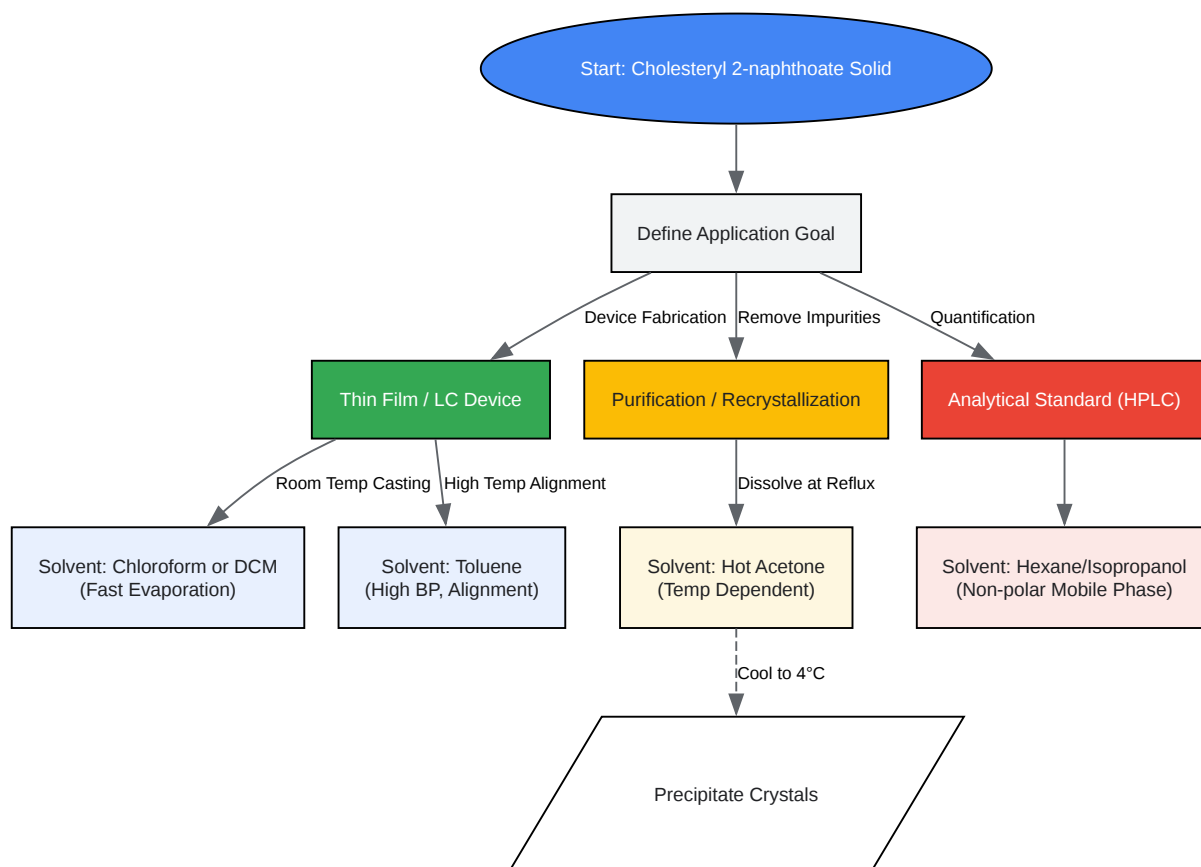 Start: Cholesteryl 2-naphthoate Solid
Define Application Goal
Device Fabrication
Remove Impurities
Quantification
Thin Film / LC Device
Purification / Recrystallization
Analytical Standard (HPLC)
Room Temp Casting
High Temp Alignment
Dissolve at Reflux
Solvent: Chloroform or DCM
(Fast Evaporation)
Solvent: Toluene
(High BP, Alignment)
Solvent: Hot Acetone
(Temp Dependent)
Solvent: Hexane/Isopropanol
(Non-polar Mobile Phase)
Cool to 4°C
Precipitate Crystals